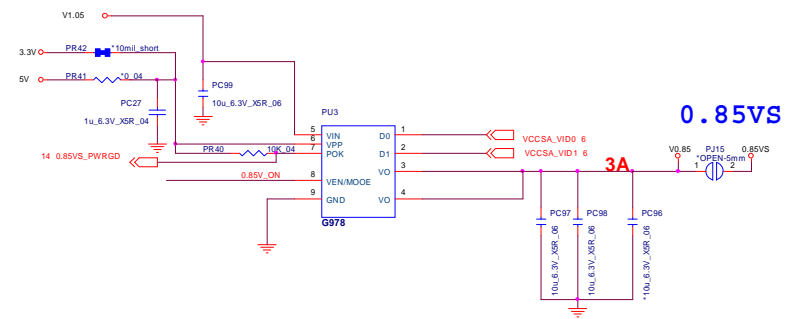 V1.05
3.3V
PR42
*10mil_short
5V
PR41
*0_04
PC99
10u_6.3V_X5R_06
PC27
1u_6.3V_X5R_04
PU3
0.85VS
5
VIN
D0
1
VCCSA_VID0 6
6
VPP
7
POK
D1
2
VCCSA_VID1 6
PR40
10K_04
14 0.85VS_PWRGD
VO
3
3A
V0.85
PJ15
*OPEN-5mm
1
2
0.85VS
0.85V_ON
8
VEN/MOOE
9
GND
VO
4
G978
PC97
10u_6.3V_X5R_06
PC98
10u_6.3V_X5R_06
PC96
*10u_6.3V_X5R_06